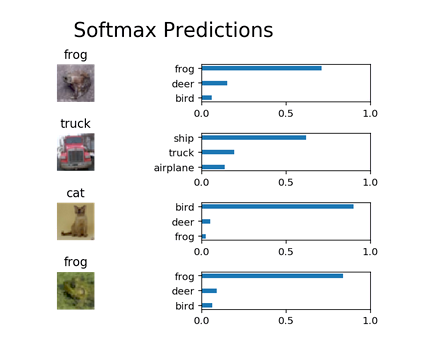 Softmax Predictions
frog
frog
deer
bird
0.0 0.5 1.0
truck
ship
truck
airplane
0.0 0.5 1.0
cat
bird
deer
frog
0.0 0.5 1.0
frog
frog
deer
bird
0.0 0.5 1.0